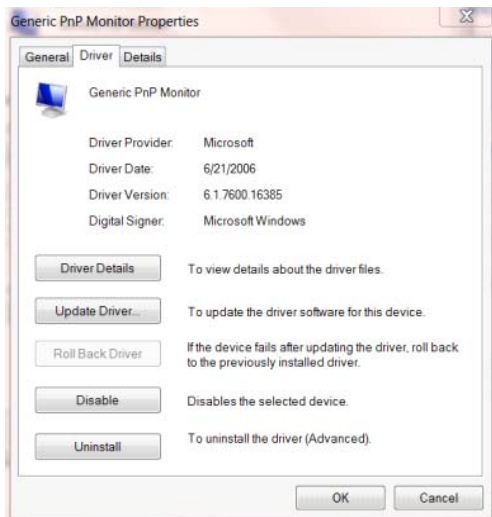 Generic PnP Monitor Properties
General Driver Details
Generic PnP Monitor
Driver Provider: Microsoft
Driver Date: 6/21/2006
Driver Version: 6.1.7600.16385
Digital Signer: Microsoft Windows
Driver Details To view details about the driver files.
Update Driver... To update the driver software for this device.
Roll Back Driver If the device fails after updating the driver, roll back
to the previously installed driver.
Disable Disables the selected device.
Uninstall To uninstall the driver (Advanced).
OK Cancel